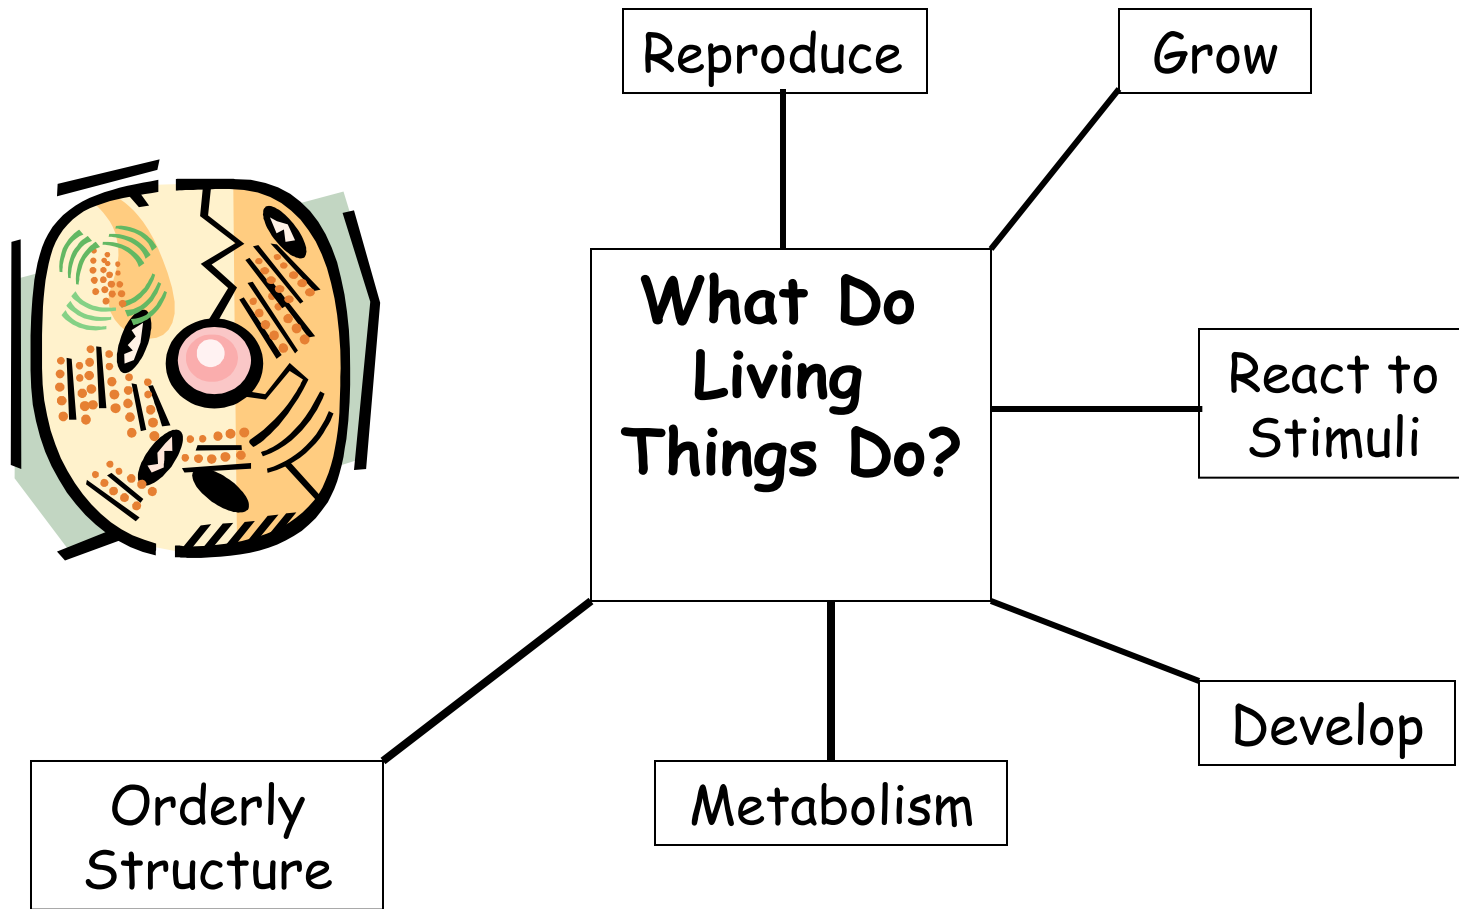 Reproduce
Grow
What Do
Living
Things Do?
React to
Stimuli
Develop
Orderly
Structure
Metabolism